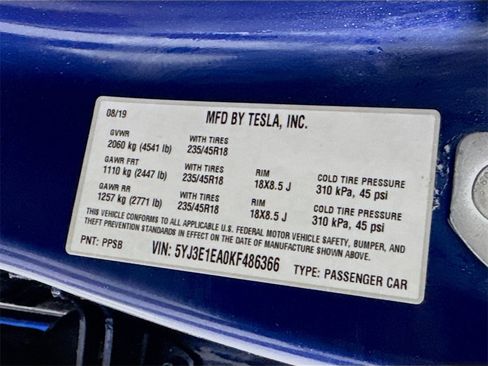 08/19 MFD BY TESLA, INC.
GVWR WITH TIRES
2060 kg (4541 lb) 235/45R18 RIM COLD TIRE PRESSURE
GAWR FRT WITH TIRES 18X8.5 J 310 kPa, 45 psi
1110 kg (2447 lb) 235/45R18
GAWR RR WITH TIRES RIM COLD TIRE PRESSURE
1257 kg (2771 lb) 235/45R18 18X8.5 J 310 kPa, 45 psi
THIS VEHICLE CONFORMS TO ALL APPLICABLE U.S. FEDERAL MOTOR VEHICLE SAFETY, BUMPER, AND
THEFT PREVENTION STANDARDS IN EFFECT ON THE DATE OF MANUFACTURE SHOWN ABOVE.
PNT: PPSB VIN: 5YJ3E1EA0KF486366 TYPE: PASSENGER CAR